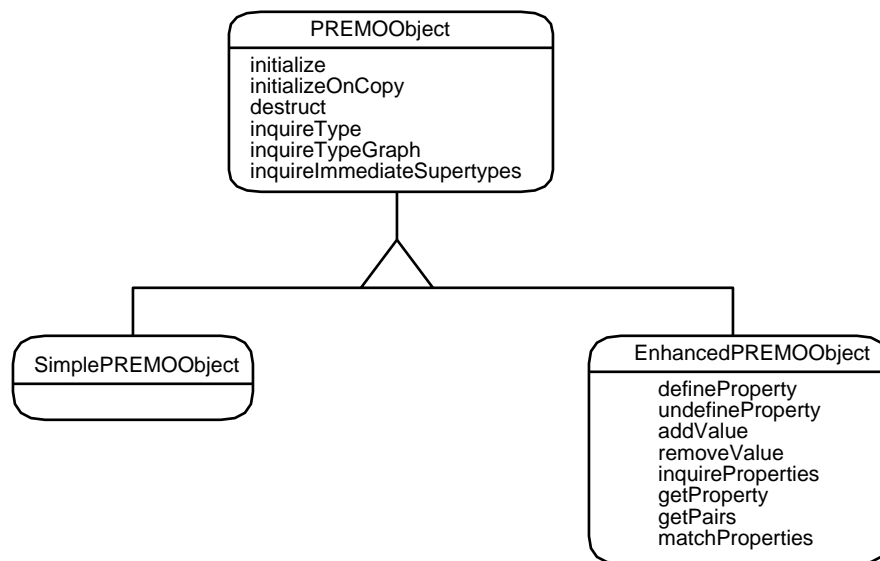 PREMOObject
initialize
initializeOnCopy
destruct
inquireType
inquireTypeGraph
inquireImmediateSupertypes
SimplePREMOObject
EnhancedPREMOObject
defineProperty
undefineProperty
addValue
removeValue
inquireProperties
getProperty
getPairs
matchProperties